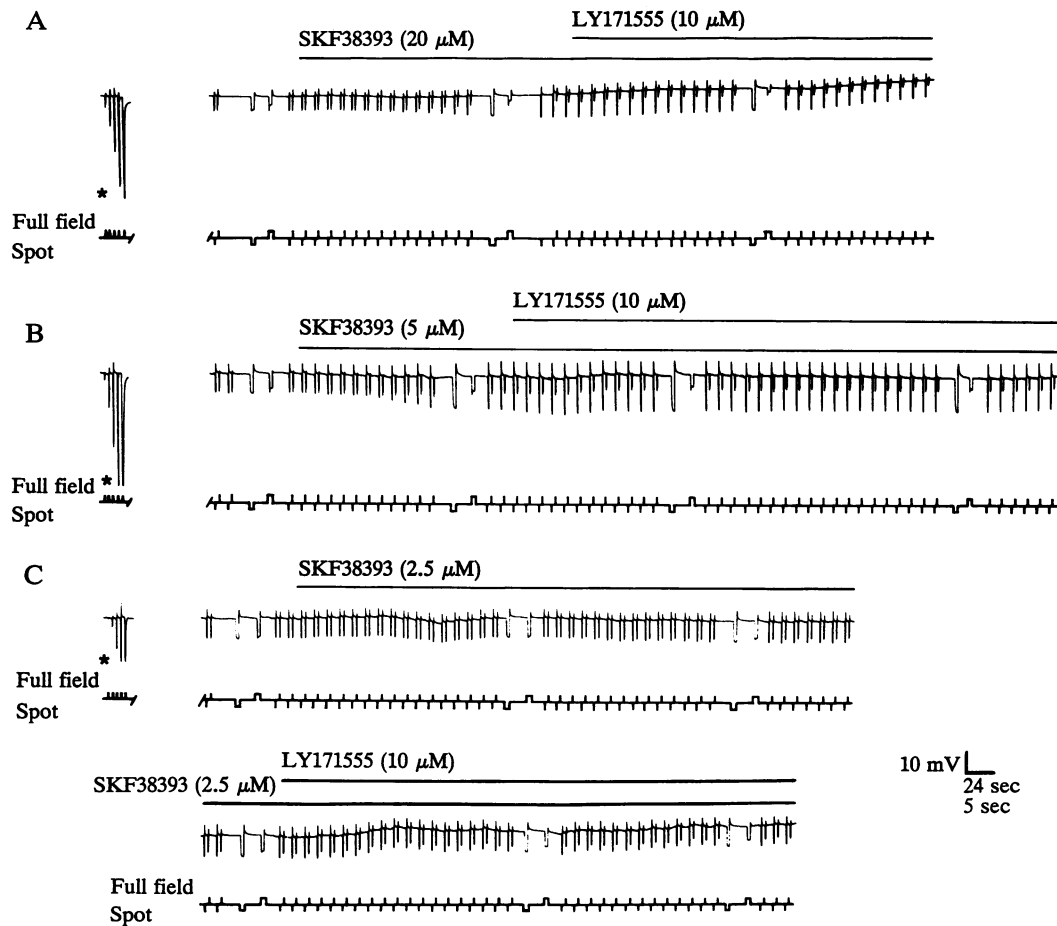 A
LY171555 (10 μM)
SKF38393 (20 μM)
*
Full field
Spot
LY171555 (10 μM)
B
SKF38393 (5 μM)
*
Full field
Spot
C
SKF38393 (2.5 μM)
*
Full field
Spot
LY171555 (10 μM)
SKF38393 (2.5 μM)
10 mV
24 sec
5 sec
Full field
Spot